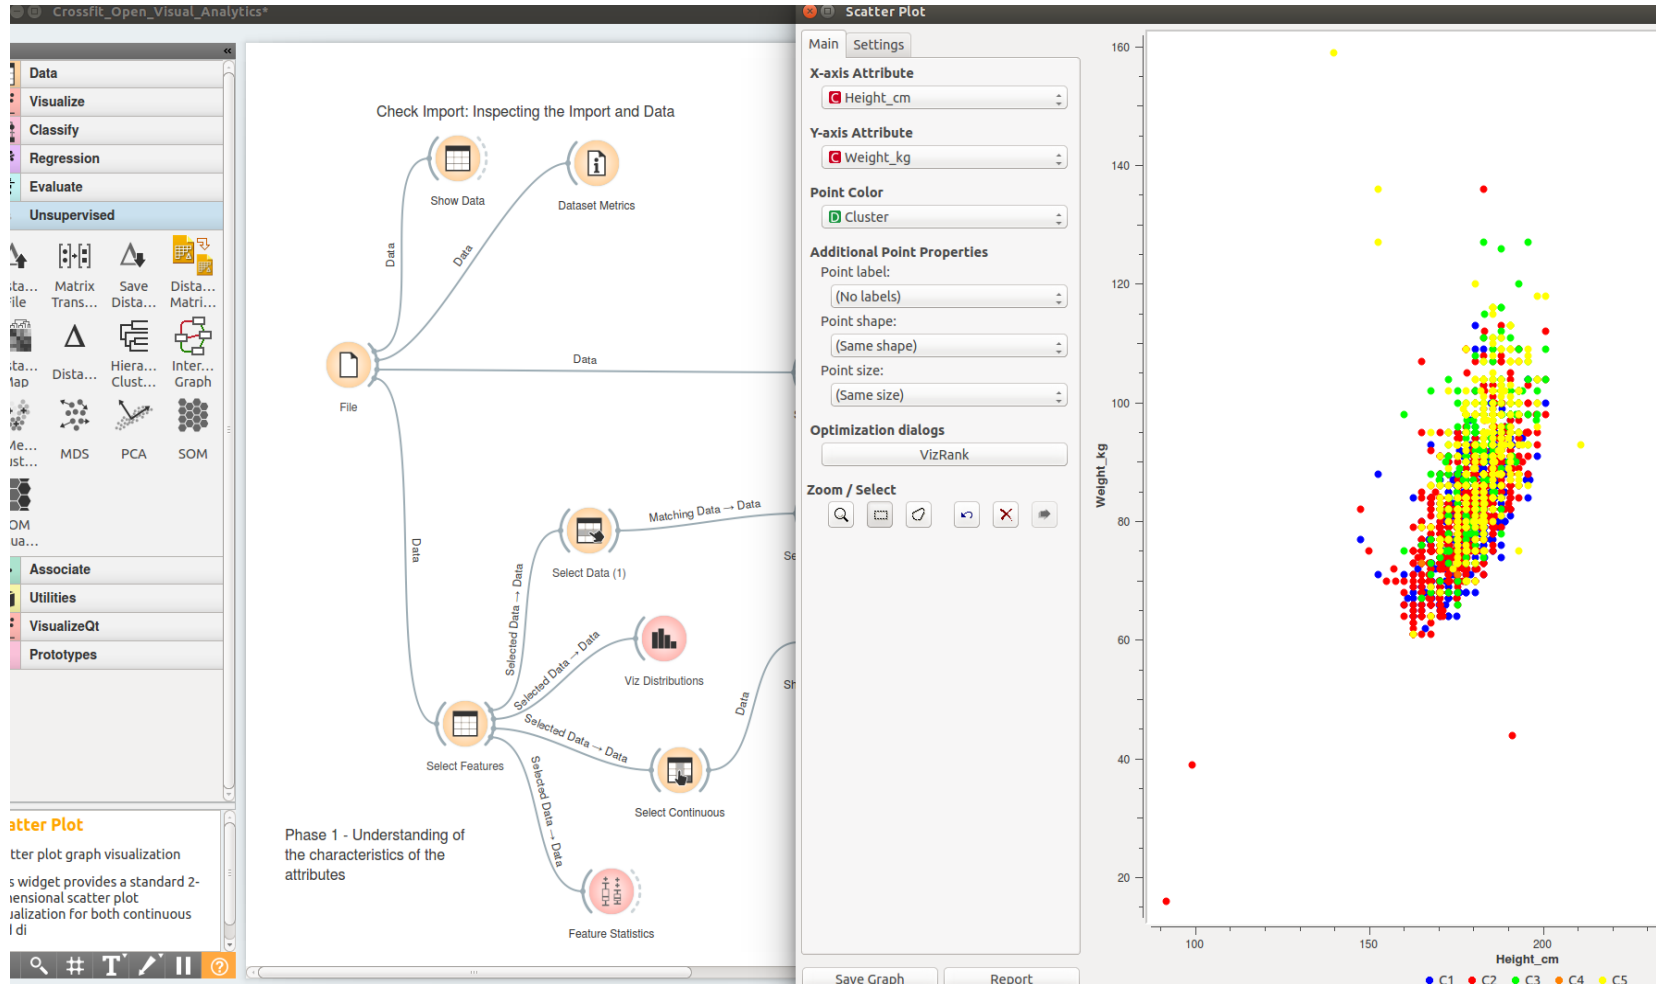 Crossfit_Open_Visual_Analytics*
Data
Visualize
Classify
Regression
Evaluate
Unsupervised
Matrix
Save
Dista...
Trans...
Dista...
Matri...
Dista...
Hiera...
Inter...
Clust...
Graph
MDS
PCA
SOM
Associate
Utilities
VisualizeQt
Prototypes
atter Plot
tter plot graph visualization
s widget provides a standard 2-
nensional scatter plot
ualization for both continuous
l di
T
?
Check Import: Inspecting the Import and Data
Show Data
Dataset Metrics
Data
Data
Data
File
Data
Select Data (1)
Matching Data → Data
Selected Data → Data
Selected Data → Data
Viz Distributions
Selected Data → Data
Data
Select Features
Selected Data → Data
Select Continuous
Phase 1 - Understanding of
the characteristics of the
attributes
Feature Statistics
Scatter Plot
Main
Settings
X-axis Attribute
C Height_cm
Y-axis Attribute
C Weight_kg
Point Color
D Cluster
Additional Point Properties
Point label:
(No labels)
Point shape:
(Same shape)
Point size:
(Same size)
Optimization dialogs
VizRank
Zoom / Select
Save Graph
Report
160
140
120
100
80
60
40
20
Weight_kg
100
150
200
Height_cm
C1 C2 C3 C4 C5